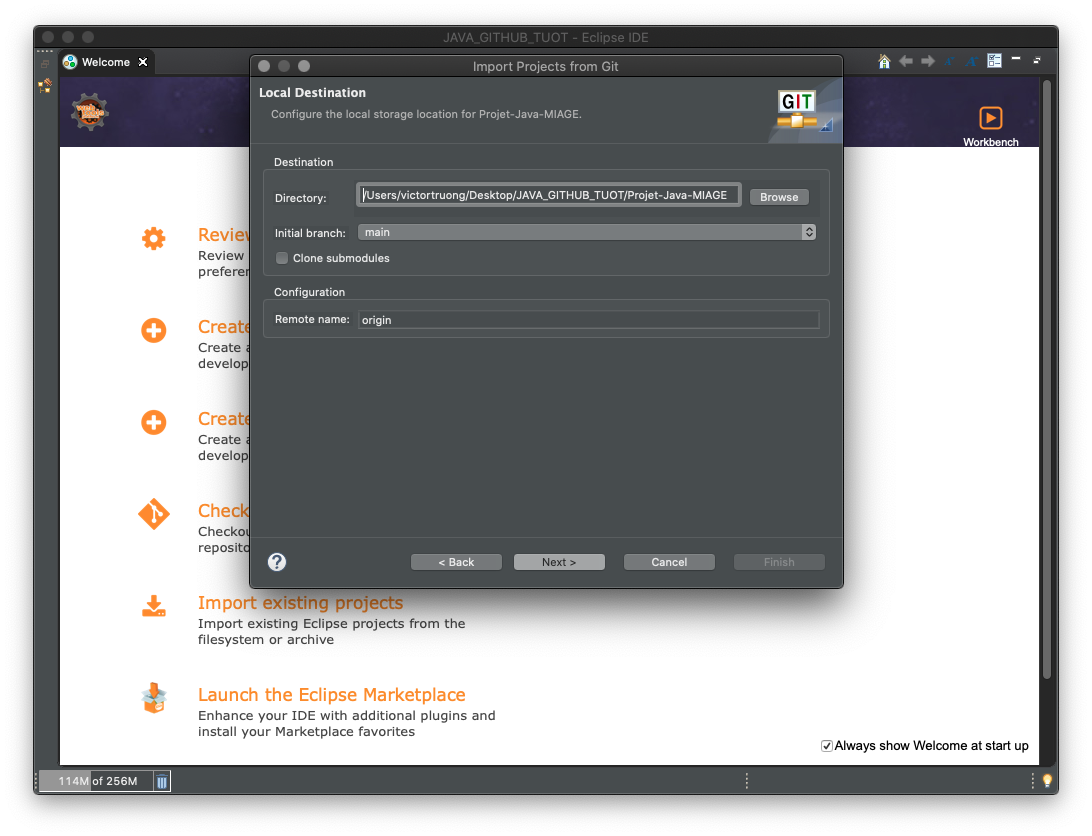 JAVA_GITHUB_TUOT - Eclipse IDE
Welcome
Workbench
Import Projects from Git
Local Destination
Configure the local storage location for Projet-Java-MIAGE.
GIT
Destination
Directory:
/Users/victortruong/Desktop/JAVA_GITHUB_TUOT/Projet-Java-MIAGE
Browse
Initial branch:
main
Clone submodules
Configuration
Remote name:
origin
?
< Back
Next >
Cancel
Finish
Review
Create
Create
develop
Create
Create
develop
Check
reposito
Import existing projects
Import existing Eclipse projects from the
filesystem or archive
Launch the Eclipse Marketplace
Enhance your IDE with additional plugins and
install your Marketplace favorites
Always show Welcome at start up
114M of 256M